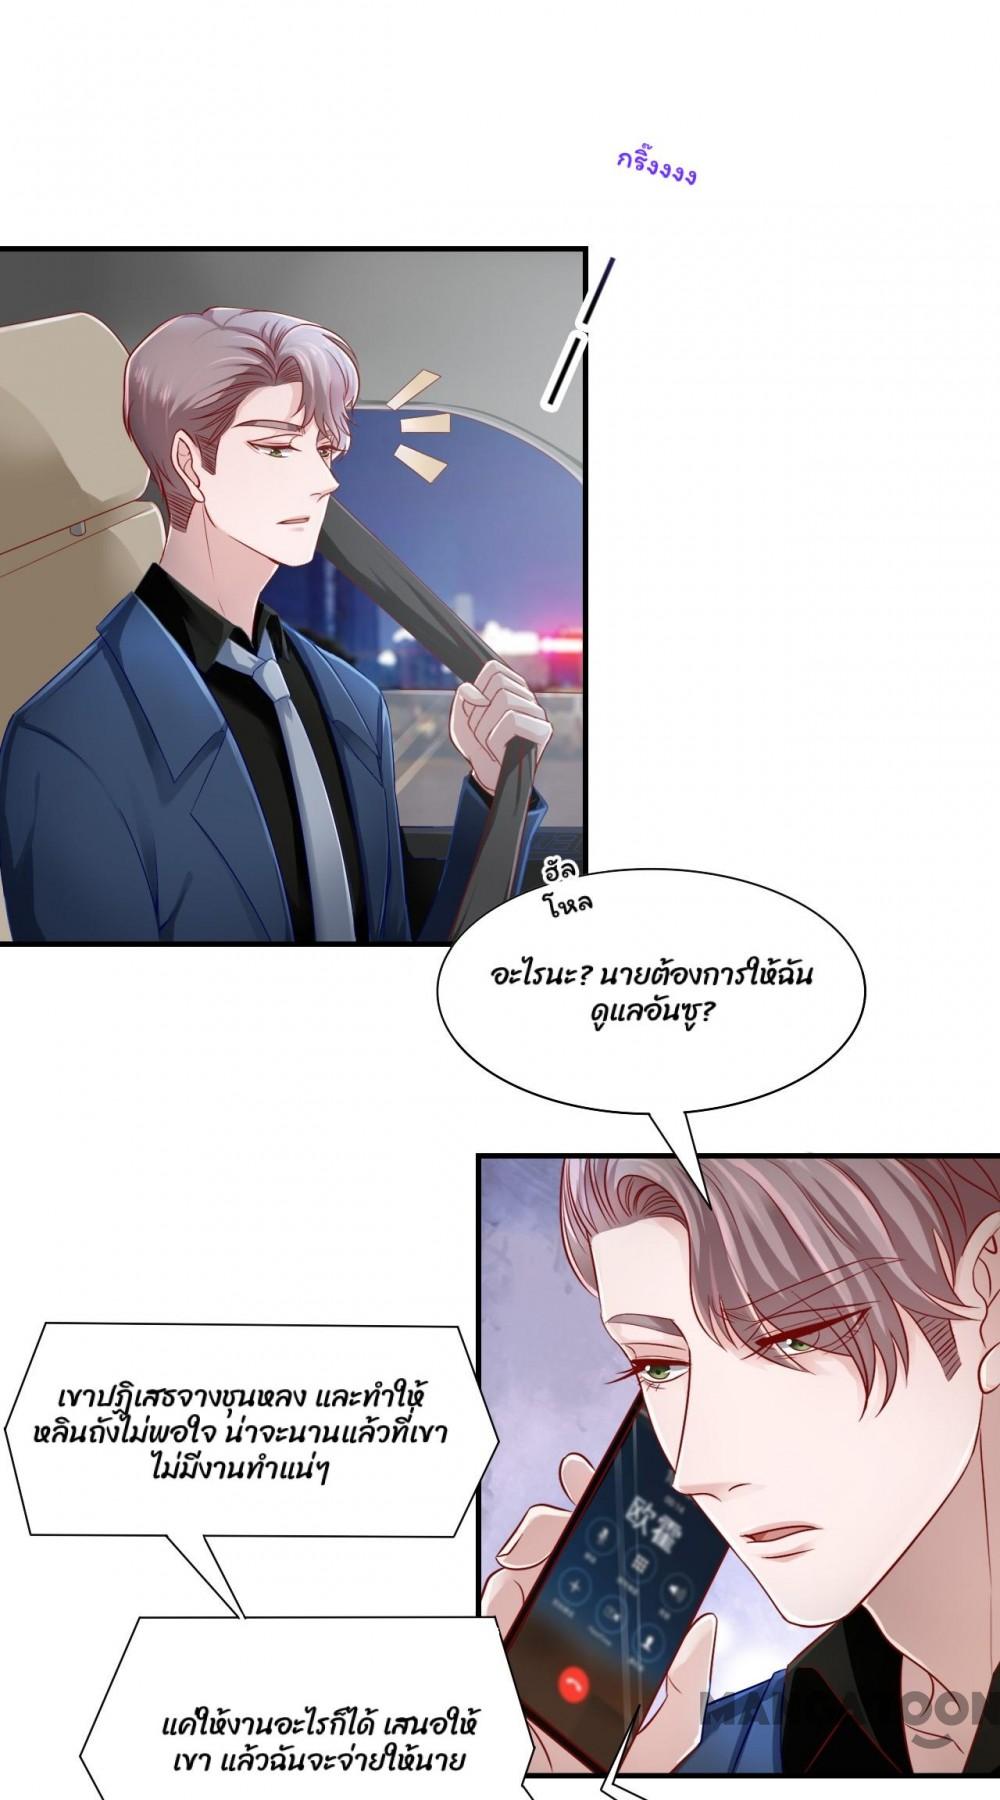 กริ๊งงงง
ฮัล
โหล
อะไรนะ? นายต้องการให้ฉัน
ดูแลอันซู?
เขาปฏิเสธจางชุนหลง และทำให้
หลินถังไม่พอใจ น่าจะนานแล้วที่เขา
ไม่มีงานทำแน่ๆ
欧霍
แค่ให้งานอะไรก็ได้ เสนอให้
เขา แล้วฉันจะจ่ายให้นาย
MANGATOON